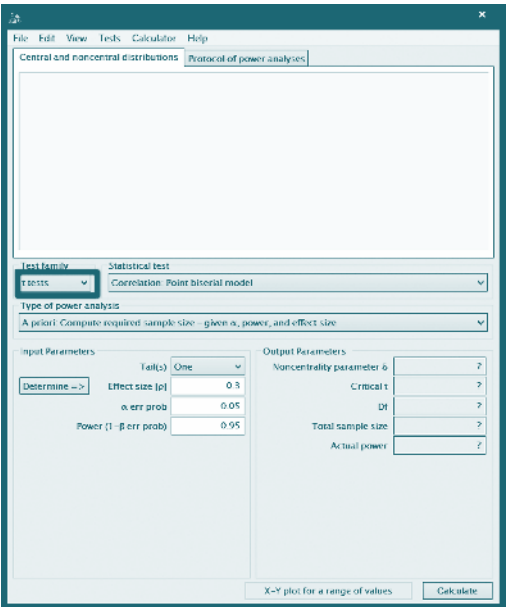 File Edit View Tests Calculator Help
Central and noncentral distributions Protocol of power analyses
Test family Statistical test
t tests Correlation: Point biserial model
Type of power analysis
A priori: Compute required sample size – given α, power, and effect size
Input Parameters Output Parameters
Tail(s) One Noncentrality parameter δ ?
Determine => Effect size |ρ| 0.3 Critical t ?
α err prob 0.05 Df ?
Power (1-β err prob) 0.95 Total sample size ?
Actual power ?
X-Y plot for a range of values Calculate